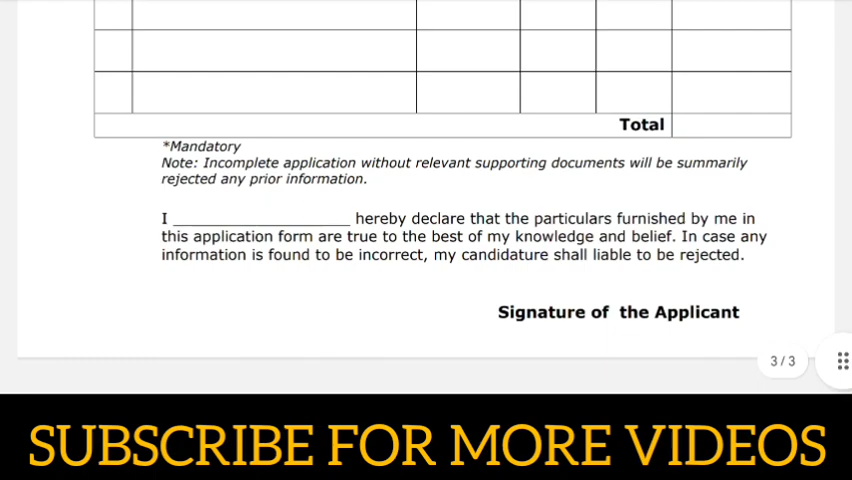 Total
*Mandatory
Note: Incomplete application without relevant supporting documents will be summarily
rejected any prior information.
I ____________________ hereby declare that the particulars furnished by me in
this application form are true to the best of my knowledge and belief. In case any
information is found to be incorrect, my candidature shall liable to be rejected.
Signature of the Applicant
3/3
SUBSCRIBE FOR MORE VIDEOS